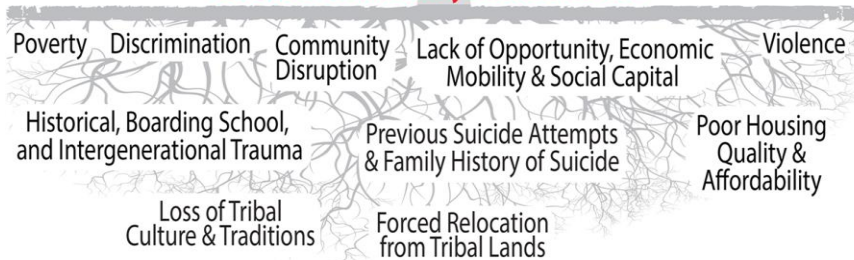 Poverty
Discrimination
Community
Disruption
Lack of Opportunity, Economic
Mobility & Social Capital
Violence
Historical, Boarding School,
and Intergenerational Trauma
Previous Suicide Attempts
& Family History of Suicide
Poor Housing
Quality &
Affordability
Loss of Tribal
Culture & Traditions
Forced Relocation
from Tribal Lands